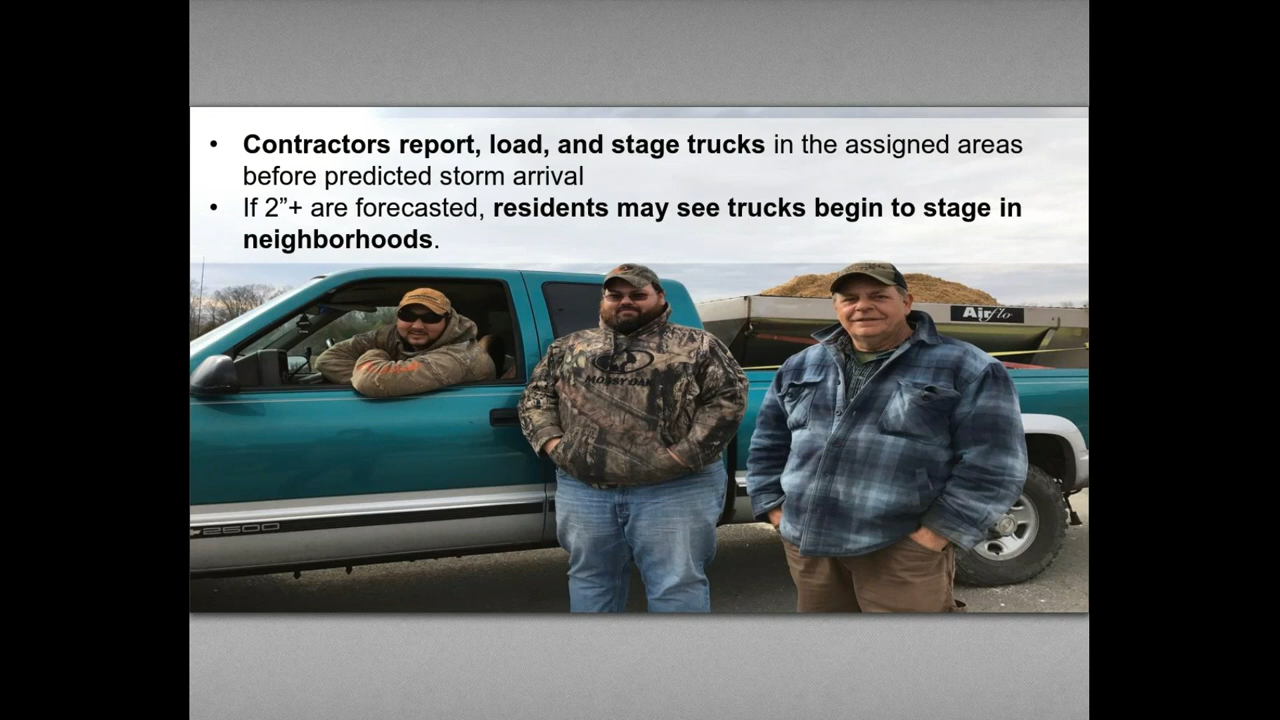 • Contractors report, load, and stage trucks in the assigned areas
before predicted storm arrival
• If 2”+ are forecasted, residents may see trucks begin to stage in
neighborhoods.
Airflo
MOSSY OAK
2500